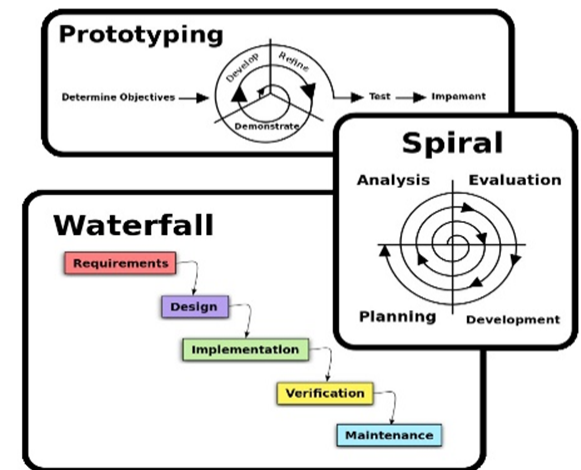 Prototyping
Develop
Refine
Determine Objectives
Test
Impement
Demonstrate
Spiral
Analysis
Evaluation
Planning
Development
Waterfall
Requirements
Design
Implementation
Verification
Maintenance